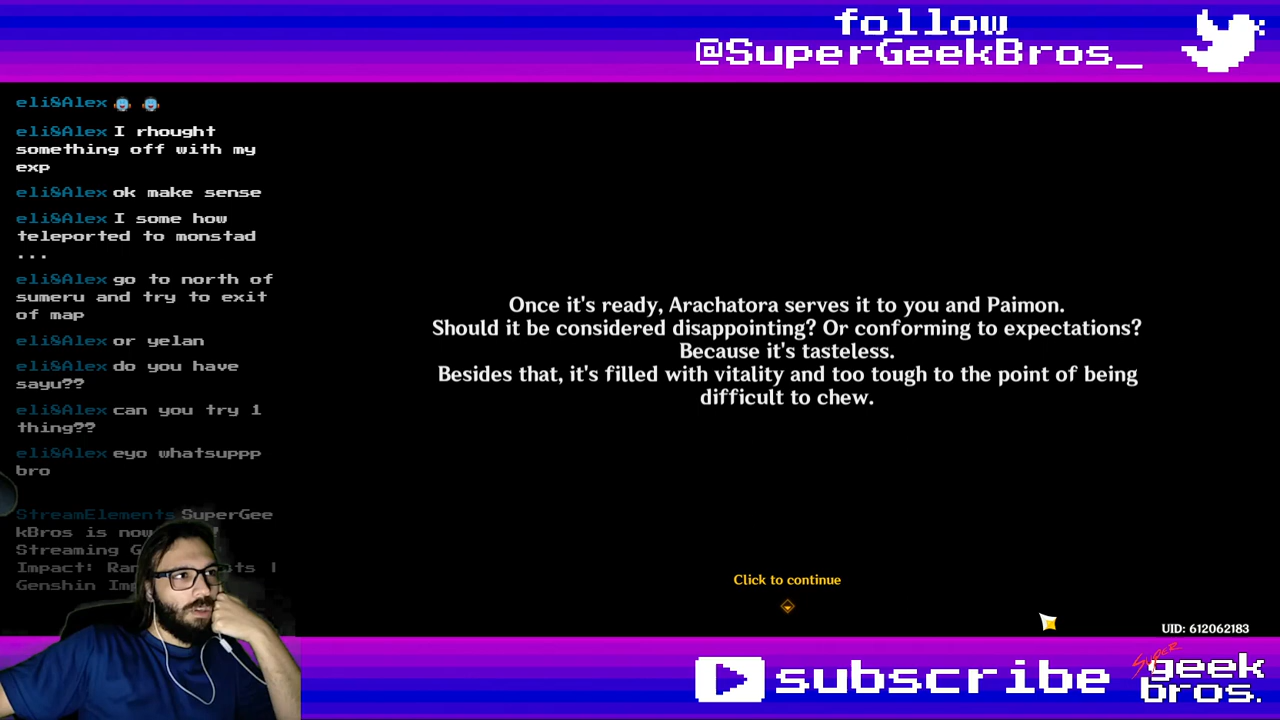 follow
@SuperGeekBros_
eli&Alex
eli&Alex I rhought
something off with my
exp
eli&Alex ok make sense
eli&Alex I some how
teleported to monstad
...
eli&Alex go to north of
sumeru and try to exit
of map
eli&Alex or yelan
eli&Alex do you have
sayu??
eli&Alex can you try 1
thing??
eli&Alex eyo whatsuppp
bro
StreamElements SuperGee
kBros is now
Streaming G
Impact: Ran ts |
Genshin Im
Once it's ready, Arachatora serves it to you and Paimon.
Should it be considered disappointing? Or conforming to expectations?
Because it's tasteless.
Besides that, it's filled with vitality and too tough to the point of being
difficult to chew.
Click to continue
UID: 612062183
subscribe
SUPER
geek
bros.